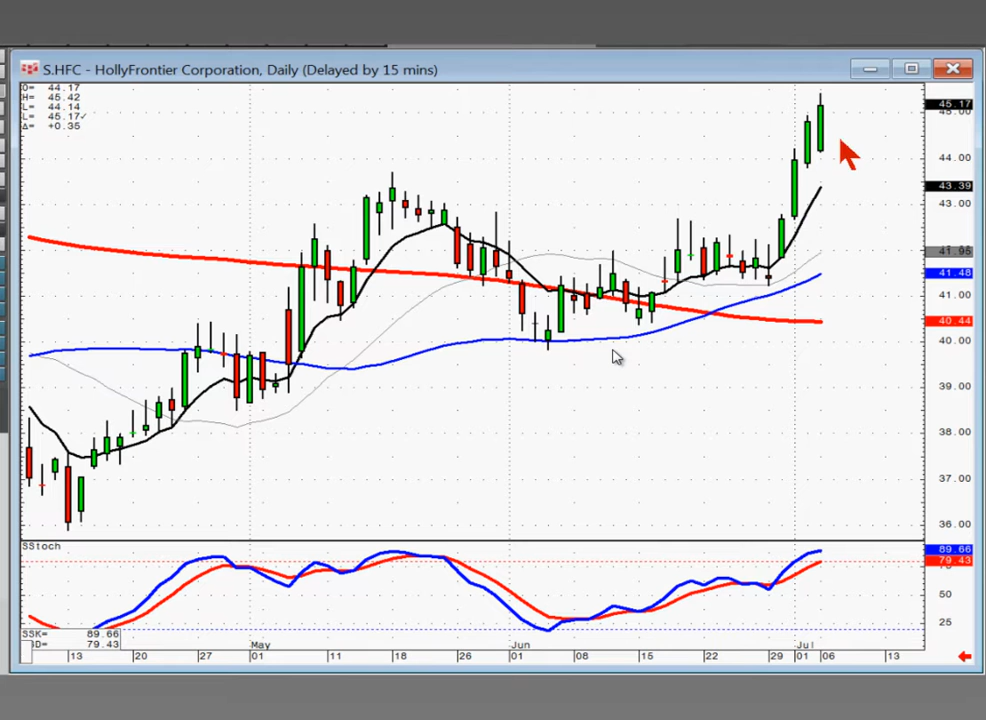 S.HFC - HollyFrontier Corporation, Daily (Delayed by 15 mins)
O= 44.17
H= 45.42
L= 44.14
L= 45.17✓
Δ= +0.35
45.17
45.00
44.00
43.39
43.00
41.95
41.48
41.00
40.44
40.00
39.00
38.00
37.00
36.00
SStoch
89.66
79.43
50
25
SSK= 89.66
SSD= 79.43
May Jun Jul
13 20 27 01 11 18 26 01 08 15 22 29 01 06 13